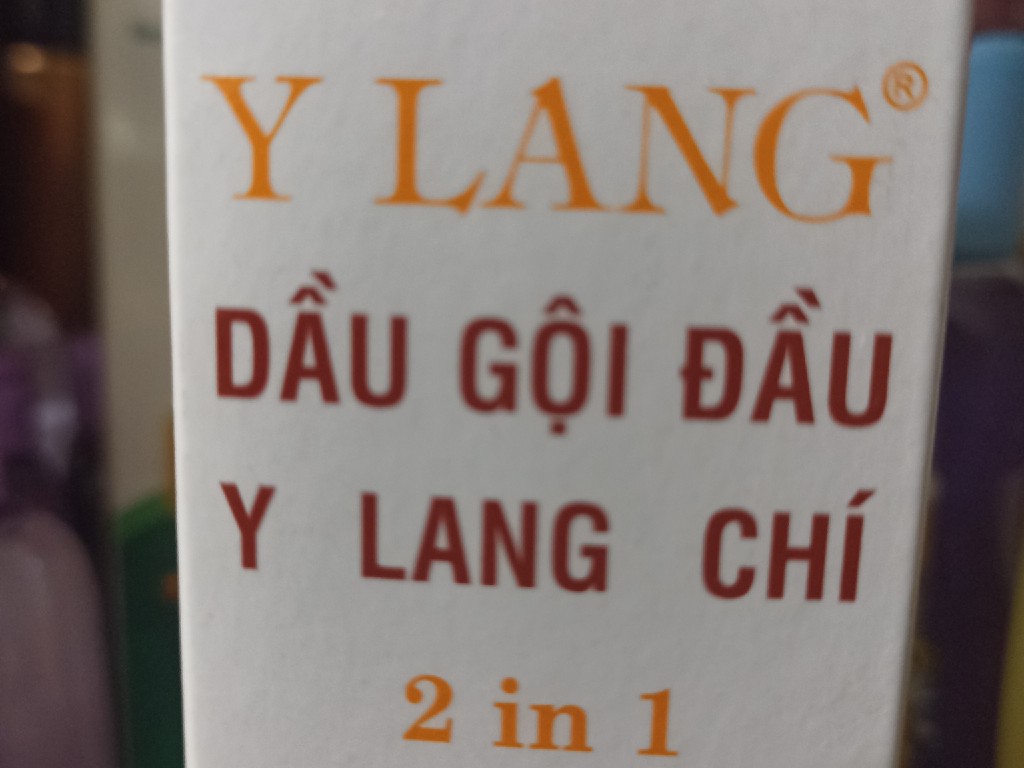 Y LANG®
DẦU GỘI ĐẦU
Y LANG CHÍ
2 in 1